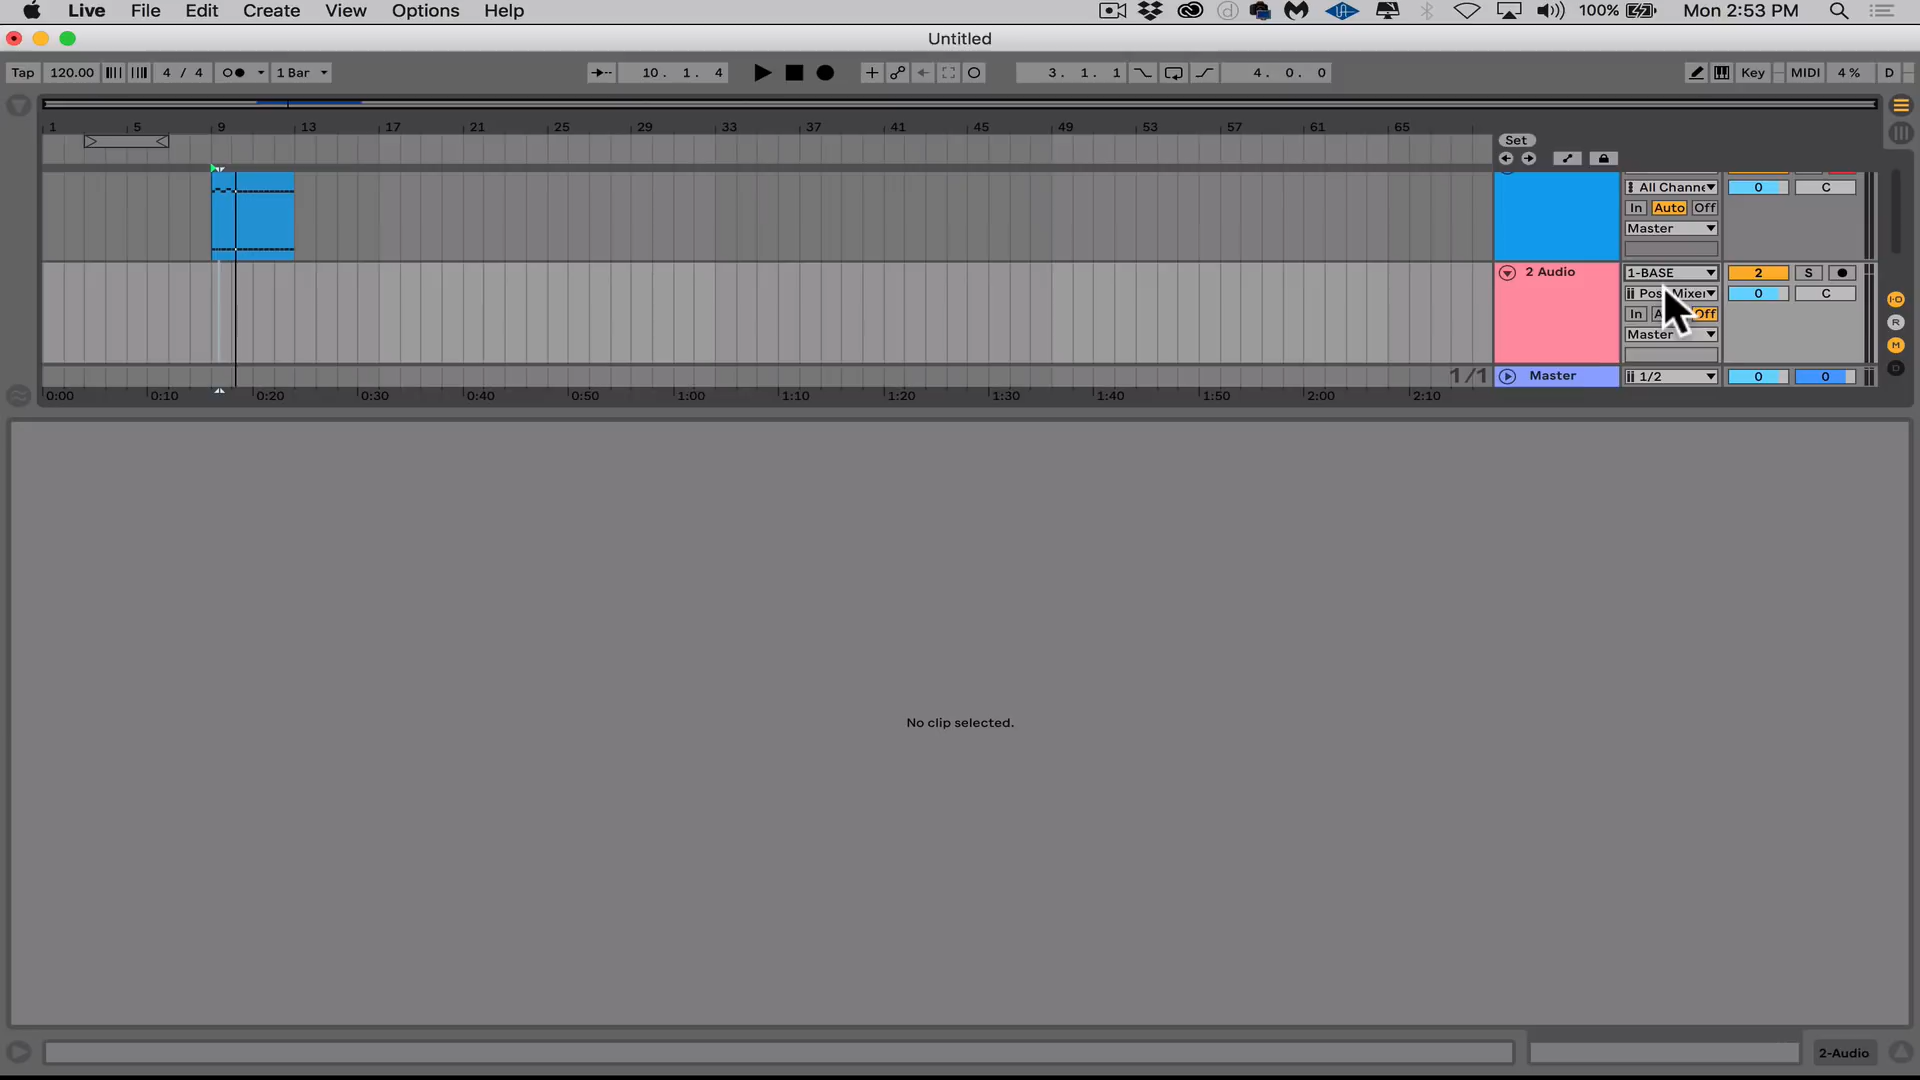 Live File Edit Create View Options Help 100% Mon 2:53 PM
Untitled
Tap 120.00 4 / 4 1 Bar 10. 1. 4 3. 1. 1 4. 0. 0 Key MIDI 4 % D
1 5 9 13 17 21 25 29 33 37 41 45 49 53 57 61 65
Set
All Channe 0 C
In Auto Off
Master
2 Audio 1-BASE 2 S
Mixer 0 C
In Off
Master
1/1 Master 1/2 0 0
0:00 0:10 0:20 0:30 0:40 0:50 1:00 1:10 1:20 1:30 1:40 1:50 2:00 2:10
I·O
R
M
D
No clip selected.
2-Audio